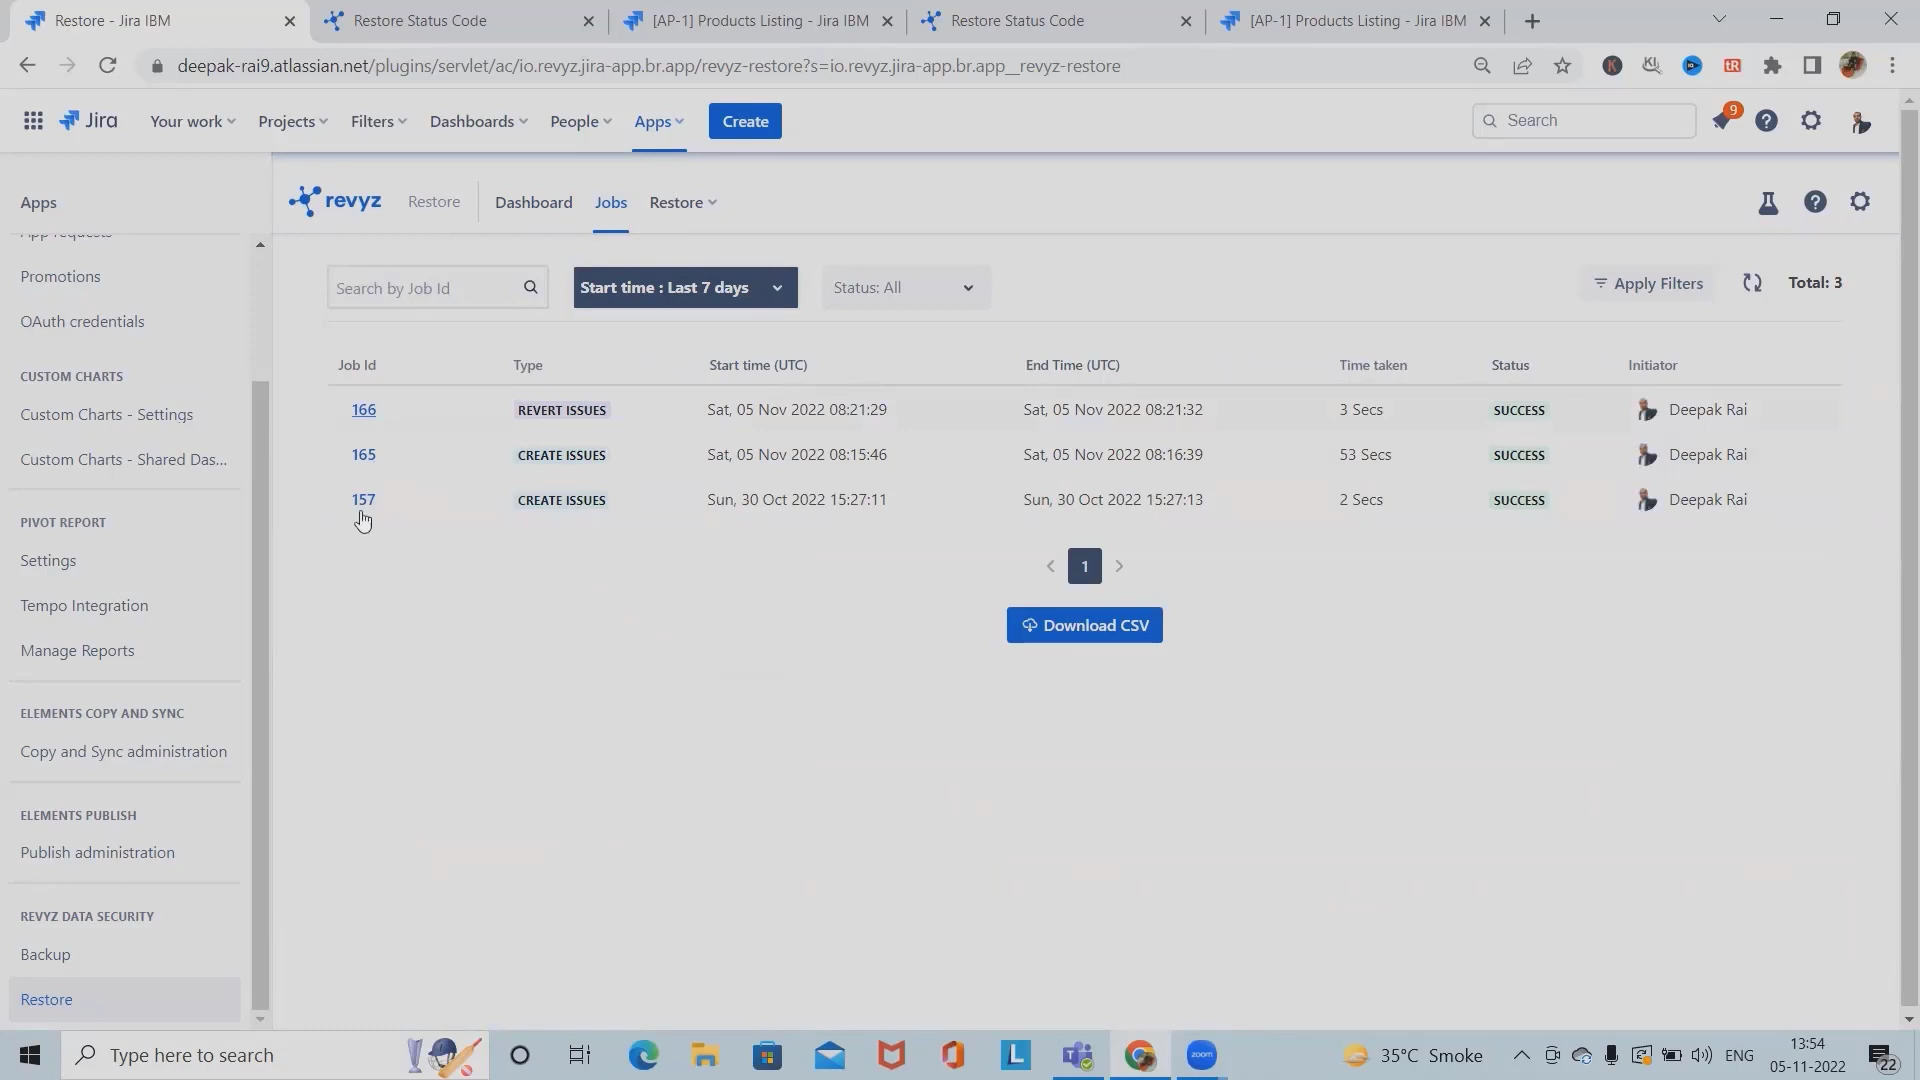 Restore - Jira IBM
Restore Status Code
[AP-1] Products Listing - Jira IBM
Restore Status Code
[AP-1] Products Listing - Jira IBM
deepak-rai9.atlassian.net/plugins/servlet/ac/io.revyz.jira-app.br.app/revyz-restore?s=io.revyz.jira-app.br.app__revyz-restore
Jira Your work Projects Filters Dashboards People Apps Create Search 9
Apps
revyz Restore Dashboard Jobs Restore
App requests
Promotions
OAuth credentials
CUSTOM CHARTS
Custom Charts - Settings
Custom Charts - Shared Das...
PIVOT REPORT
Settings
Tempo Integration
Manage Reports
ELEMENTS COPY AND SYNC
Copy and Sync administration
ELEMENTS PUBLISH
Publish administration
REVYZ DATA SECURITY
Backup
Restore
Search by Job Id Start time : Last 7 days Status: All Apply Filters Total: 3
Job Id Type Start time (UTC) End Time (UTC) Time taken Status Initiator
166 REVERT ISSUES Sat, 05 Nov 2022 08:21:29 Sat, 05 Nov 2022 08:21:32 3 Secs SUCCESS Deepak Rai
165 CREATE ISSUES Sat, 05 Nov 2022 08:15:46 Sat, 05 Nov 2022 08:16:39 53 Secs SUCCESS Deepak Rai
157 CREATE ISSUES Sun, 30 Oct 2022 15:27:11 Sun, 30 Oct 2022 15:27:13 2 Secs SUCCESS Deepak Rai
1
Download CSV
Type here to search
zoom
35°C Smoke
ENG
13:54
05-11-2022
22